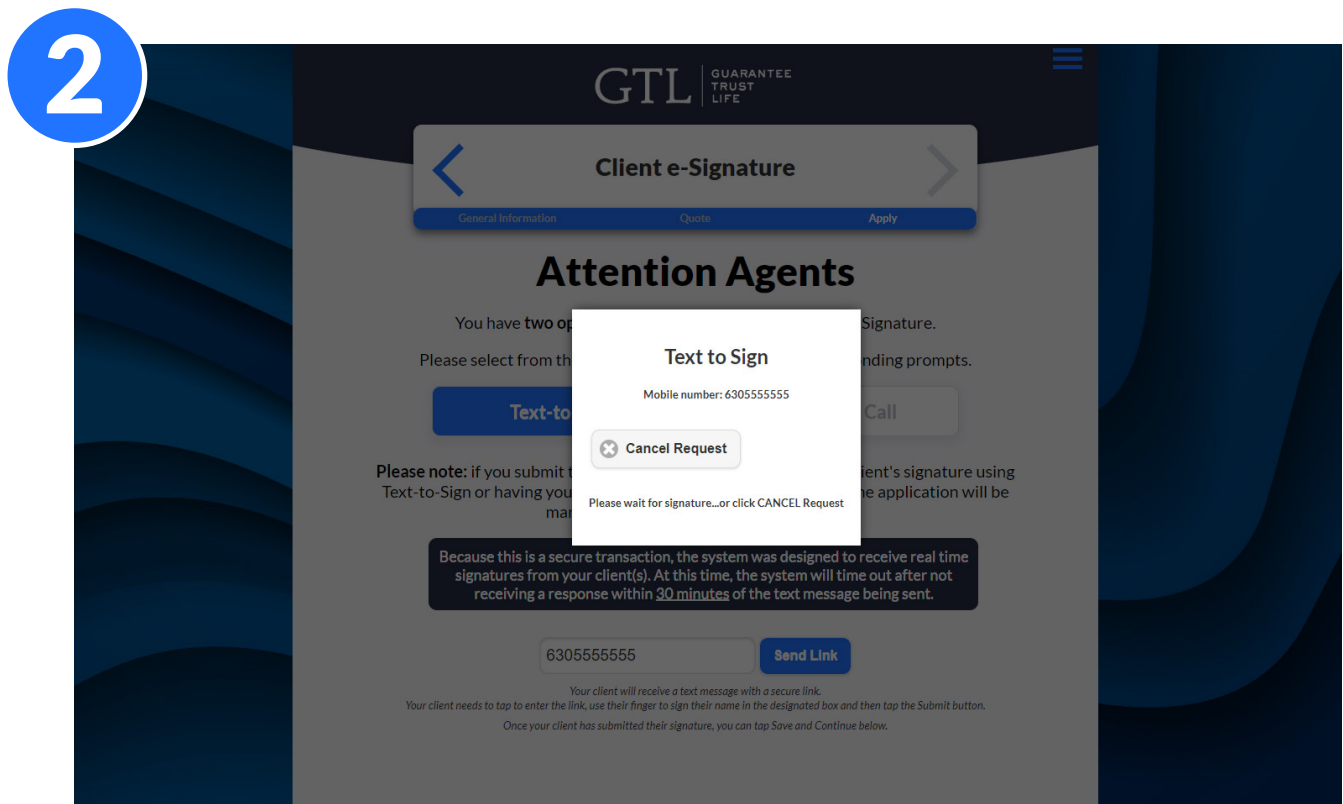 2
GTL GUARANTEE
TRUST
LIFE
Client e-Signature
General Information Quote Apply
Attention Agents
You have two op Signature.
Please select from th nding prompts.
Text to Sign
Mobile number: 6305555555
Text-to Call
Cancel Request
Please note: if you submit t ient's signature using
Text-to-Sign or having you e application will be
mar
Please wait for signature...or click CANCEL Request
Because this is a secure transaction, the system was designed to receive real time
signatures from your client(s). At this time, the system will time out after not
receiving a response within 30 minutes of the text message being sent.
6305555555 Send Link
Your client will receive a text message with a secure link.
Your client needs to tap to enter the link, use their finger to sign their name in the designated box and then tap the Submit button.
Once your client has submitted their signature, you can tap Save and Continue below.